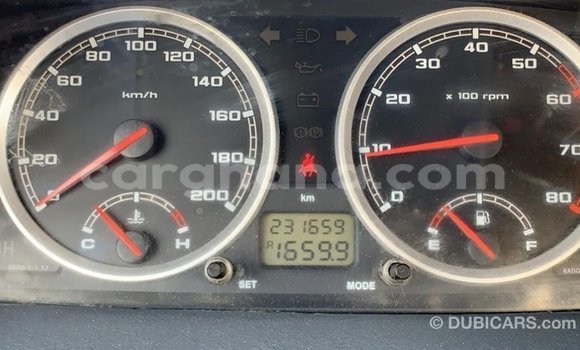 0 20 40 60 80 100 120 140 160 180 200
km/h
C H
231659
A 1659.9
SET MODE
0 10 20 30 40 50 60 70 80
x 100 rpm
E F
carghana.com
© DUBICARS.com